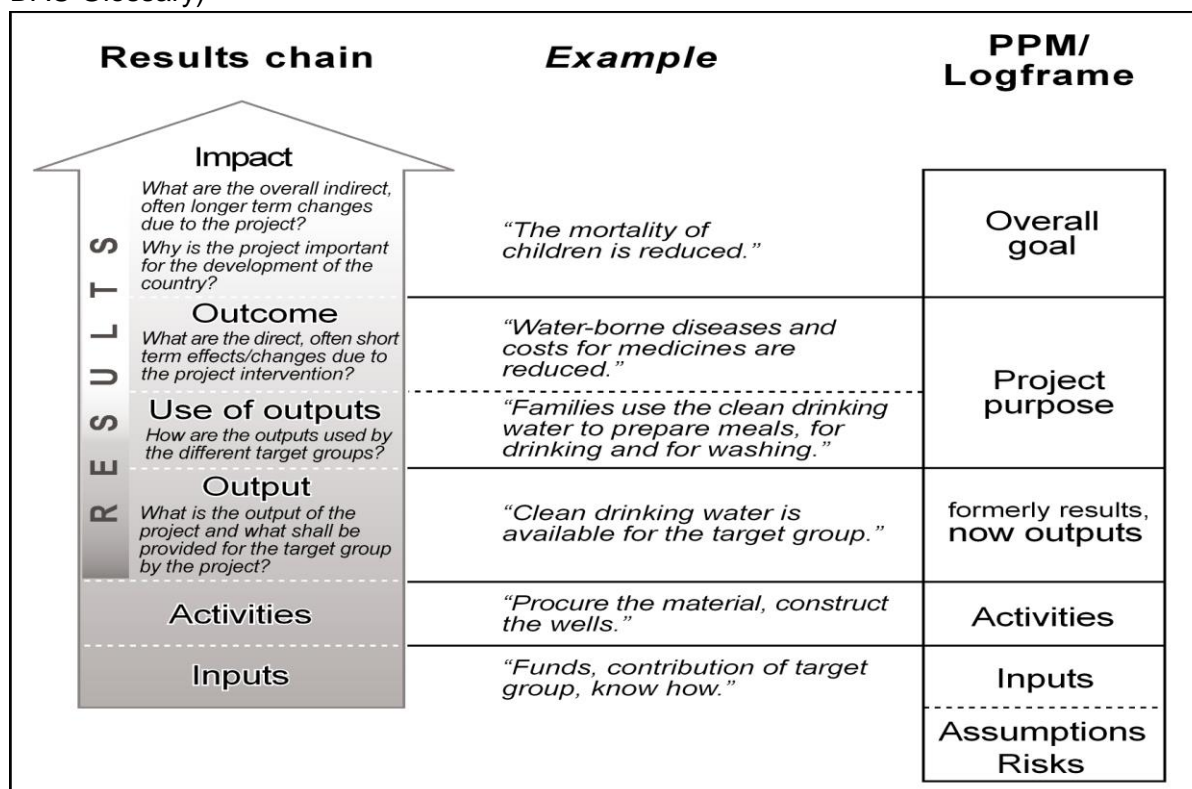 DAC Glossary)
Results chain
Example
PPM/
Logframe
RESULTS
Impact
What are the overall indirect,
often longer term changes
due to the project?
Why is the project important
for the development of the
country?
“The mortality of
children is reduced.”
Overall
goal
Outcome
What are the direct, often short
term effects/changes due to
the project intervention?
“Water-borne diseases and
costs for medicines are
reduced.”
Project
purpose
Use of outputs
How are the outputs used by
the different target groups?
“Families use the clean drinking
water to prepare meals, for
drinking and for washing.”
Output
What is the output of the
project and what shall be
provided for the target group
by the project?
“Clean drinking water is
available for the target group.”
formerly results,
now outputs
Activities
“Procure the material, construct
the wells.”
Activities
Inputs
“Funds, contribution of target
group, know how.”
Inputs
Assumptions
Risks